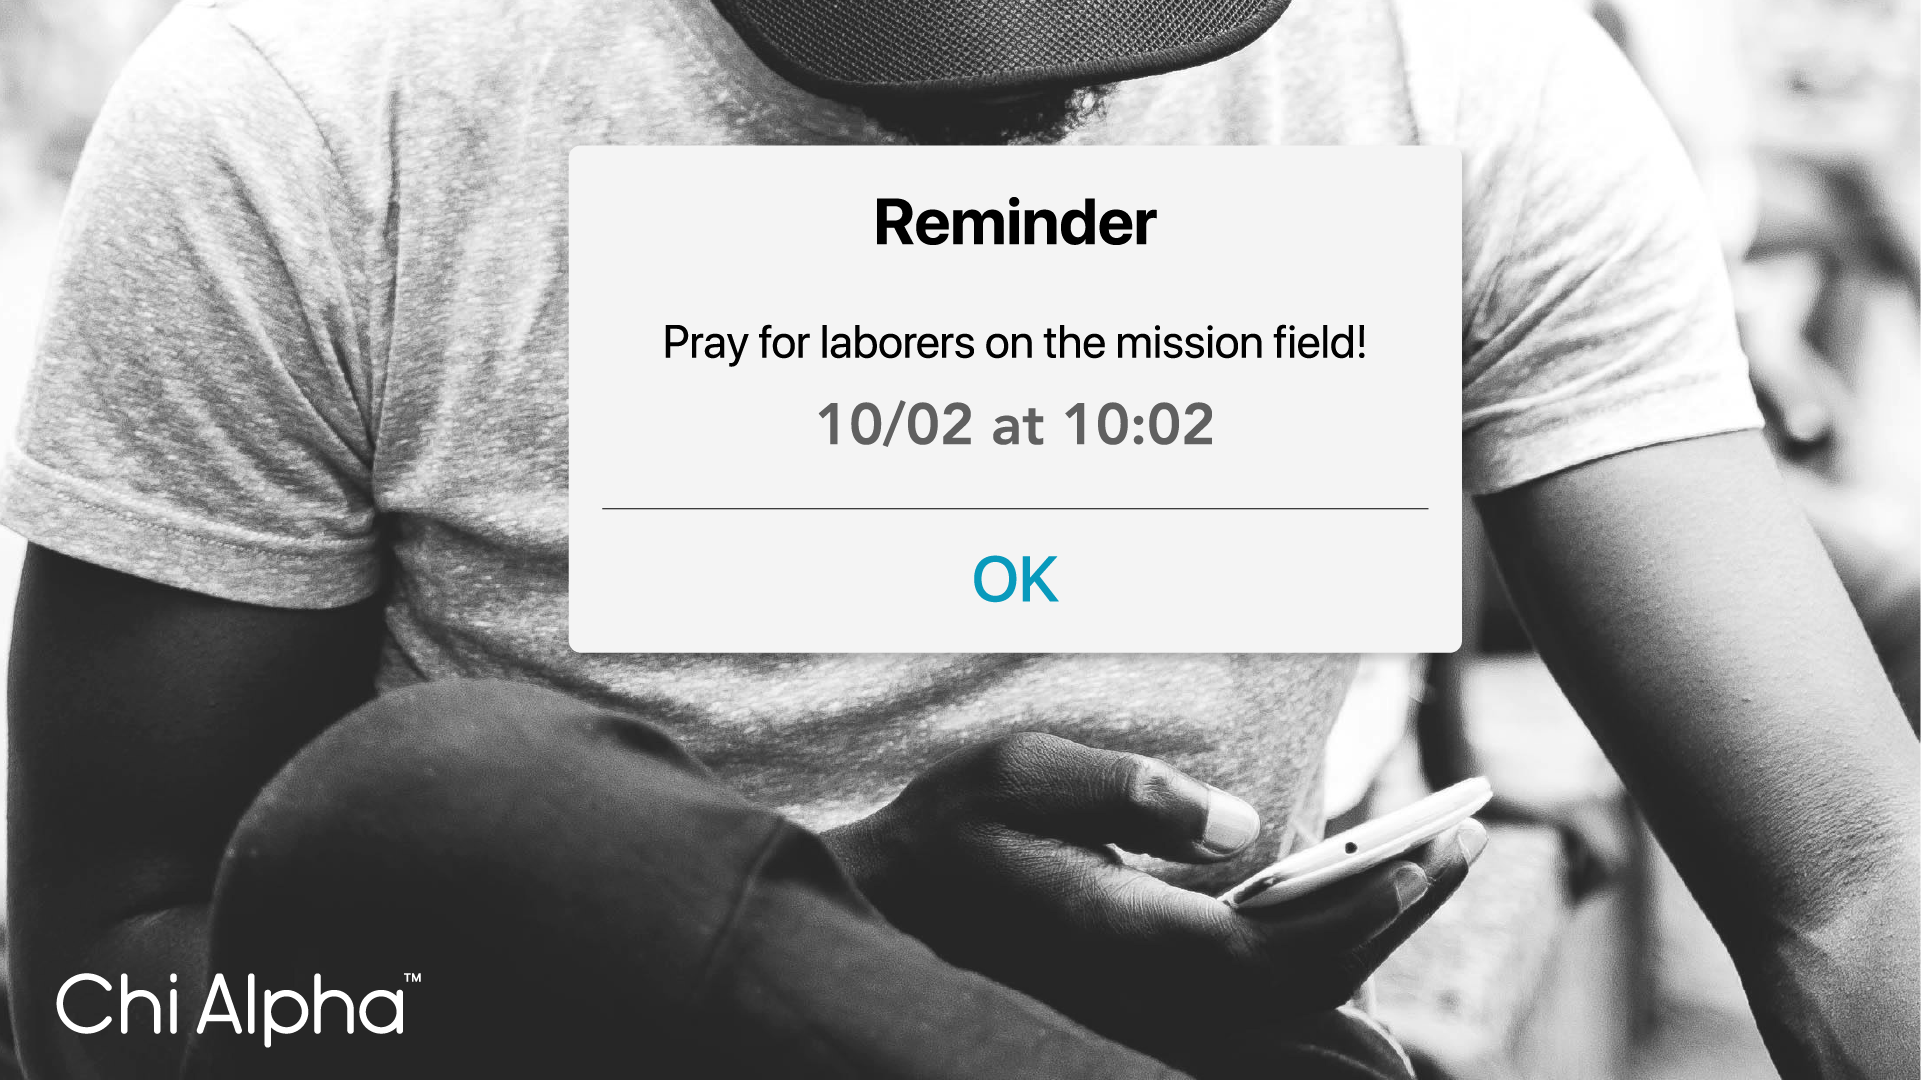 Reminder
Pray for laborers on the mission field!
10/02 at 10:02
OK
Chi Alpha™